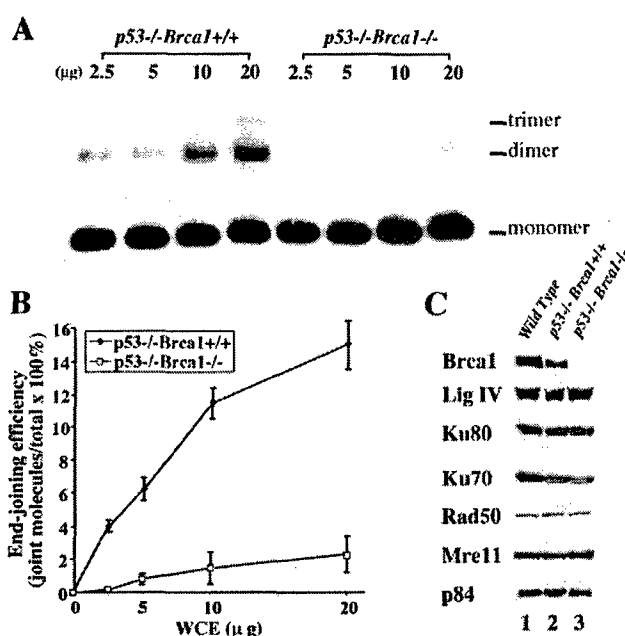 A
p53-/-Brca1+/+ p53-/-Brca1-/-
(µg) 2.5 5 10 20 2.5 5 10 20
trimer
dimer
monomer
B
End-joining efficiency
(joint molecules/total x 100%)
16
14
12
10
8
6
4
2
0
p53-/-Brca1+/+
p53-/-Brca1-/-
0 5 10 20
WCE (µ g)
C
Wild Type
p53-/- Brca1+/+
p53-/- Brca1-/-
Brca1
Lig IV
Ku80
Ku70
Rad50
Mre11
p84
1 2 3